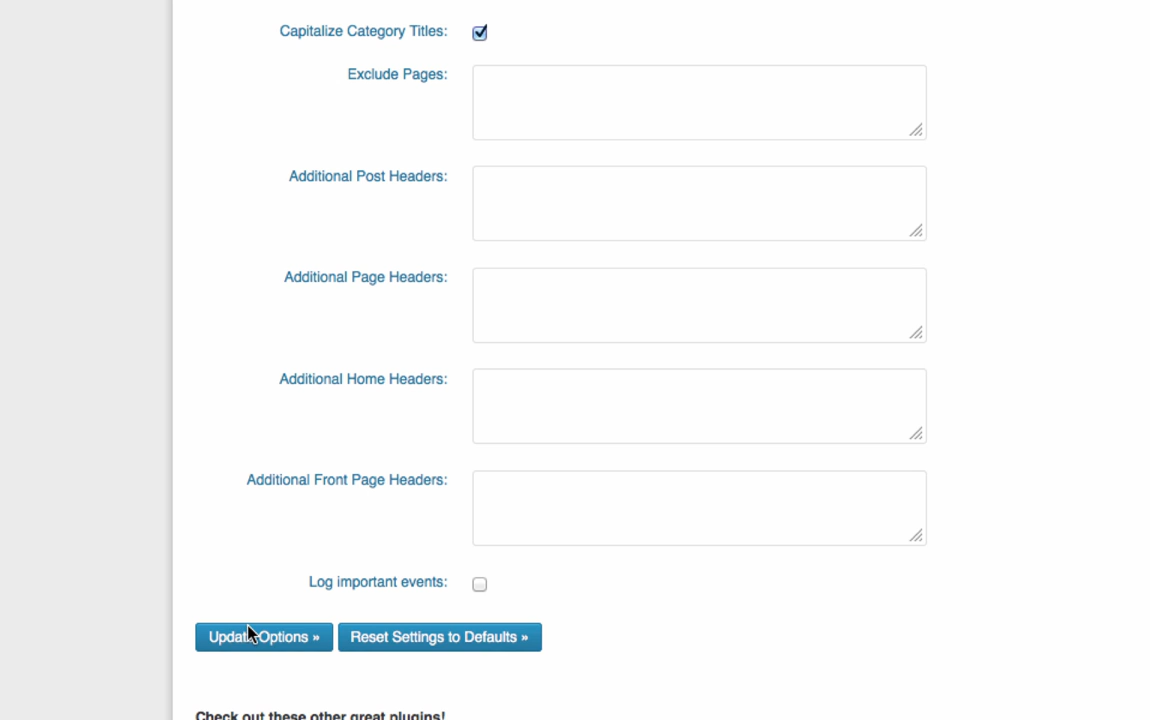 Capitalize Category Titles:
Exclude Pages:
Additional Post Headers:
Additional Page Headers:
Additional Home Headers:
Additional Front Page Headers:
Log important events:
Update Options » Reset Settings to Defaults »
Check out these other great plugins!